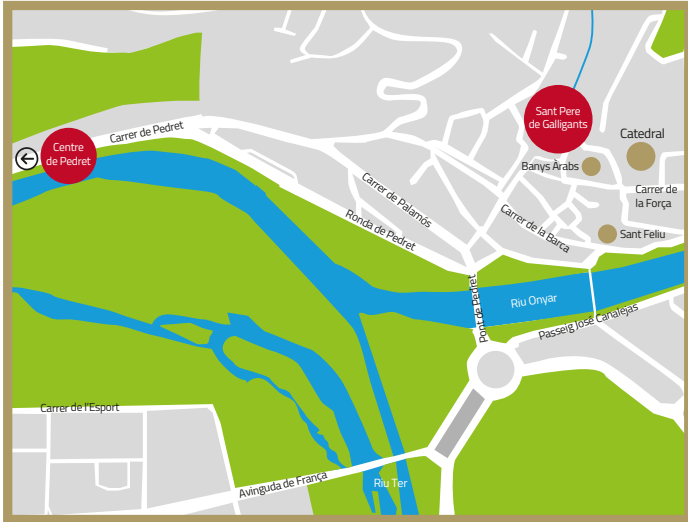 Sant Pere
de Galligants
Catedral
Carrer de Pedret
Centre
de Pedret
Banys Àrabs
Carrer de
la Força
Carrer de Palamós
Carrer de la Barca
Ronda de Pedret
Sant Feliu
Pont de Pedret
Riu Onyar
Passeig José Canalejas
Carrer de l'Esport
Avinguda de França
Riu Ter